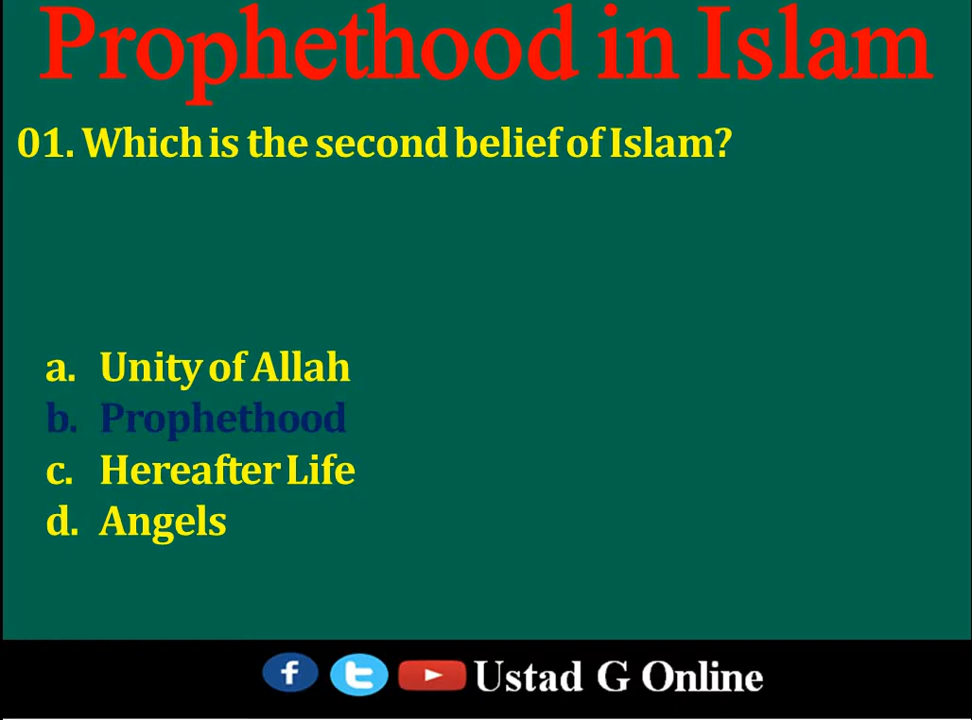 Prophethood in Islam
01. Which is the second belief of Islam?
a. Unity of Allah
b. Prophethood
c. Hereafter Life
d. Angels
Ustad G Online